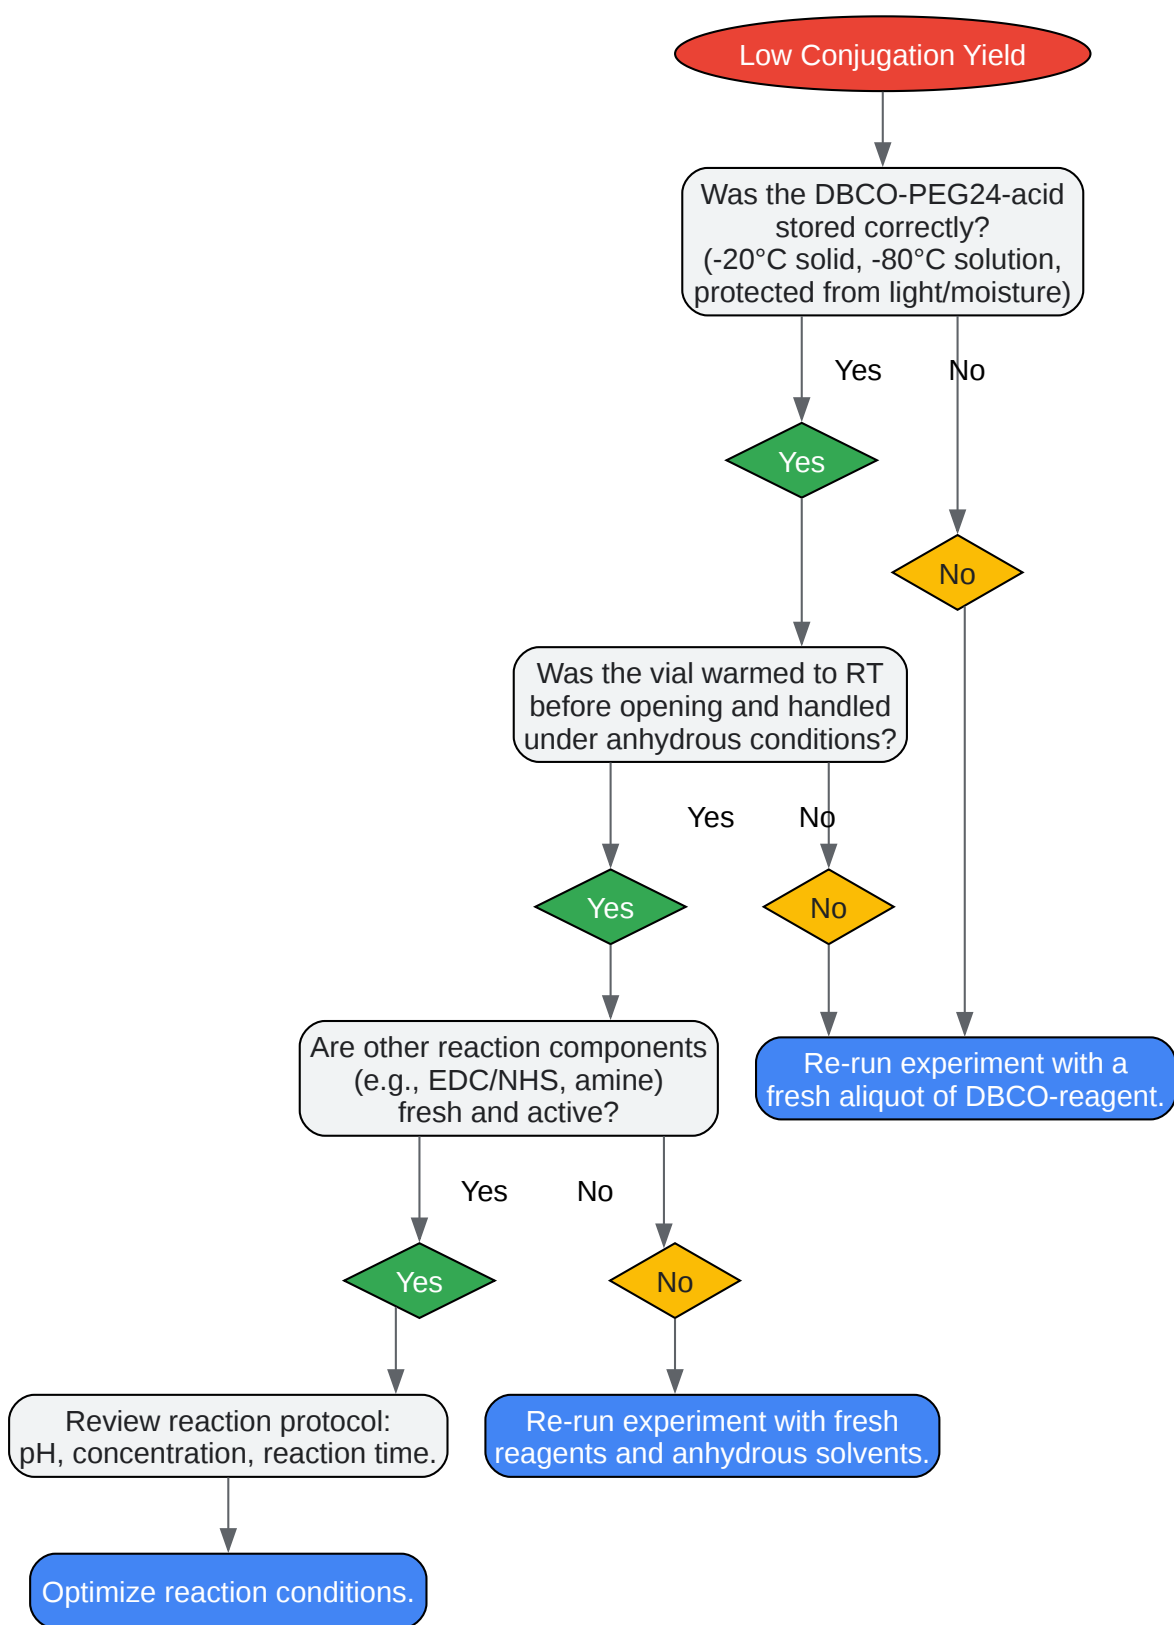 Low Conjugation Yield
Was the DBCO-PEG24-acid
stored correctly?
(-20°C solid, -80°C solution,
protected from light/moisture)
Yes
No
Yes
No
Was the vial warmed to RT
before opening and handled
under anhydrous conditions?
Yes
No
Yes
No
Are other reaction components
(e.g., EDC/NHS, amine)
fresh and active?
Re-run experiment with a
fresh aliquot of DBCO-reagent.
Yes
No
Yes
No
Review reaction protocol:
pH, concentration, reaction time.
Re-run experiment with fresh
reagents and anhydrous solvents.
Optimize reaction conditions.